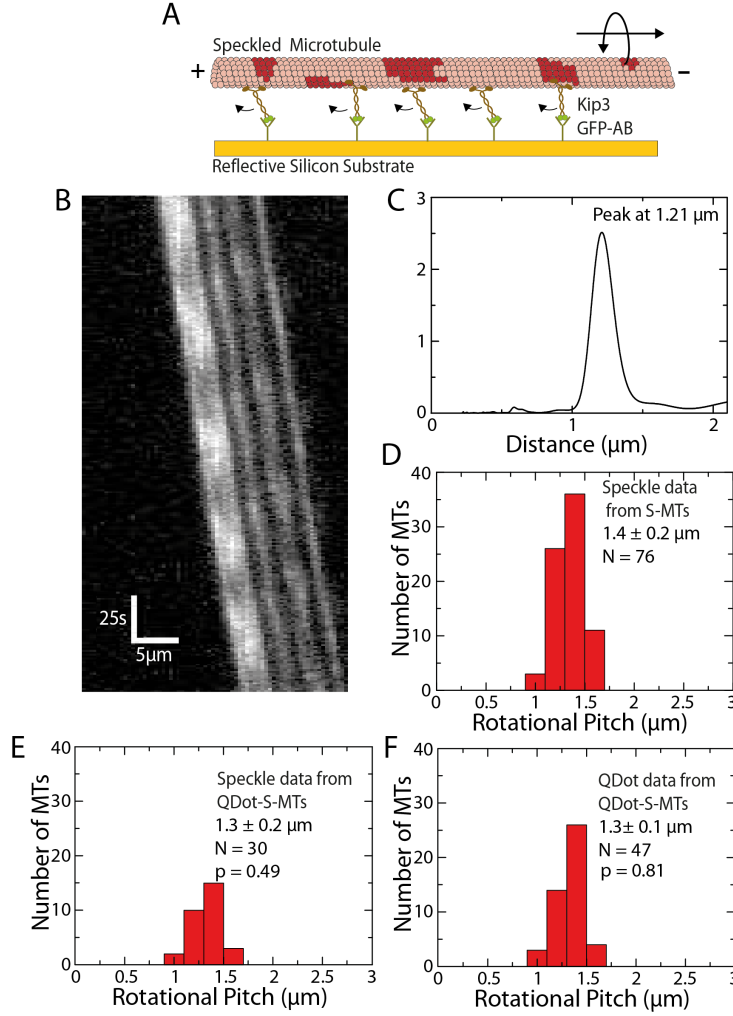 A
Speckled Microtubule
+
–
Kip3
GFP-AB
Reflective Silicon Substrate
B
25s
5μm
C
3
2
1
0
Peak at 1.21 μm
0
1
2
Distance (μm)
D
40
30
20
10
0
Number of MTs
Speckle data
from S-MTs
1.4 ± 0.2 μm
N = 76
0
0.5
1
1.5
2
2.5
3
Rotational Pitch (μm)
E
40
30
20
10
0
Number of MTs
Speckle data from
QDot-S-MTs
1.3 ± 0.2 μm
N = 30
p = 0.49
0
0.5
1
1.5
2
2.5
3
Rotational Pitch (μm)
F
40
30
20
10
0
Number of MTs
QDot data from
QDot-S-MTs
1.3± 0.1 μm
N = 47
p = 0.81
0
0.5
1
1.5
2
2.5
3
Rotational Pitch (μm)